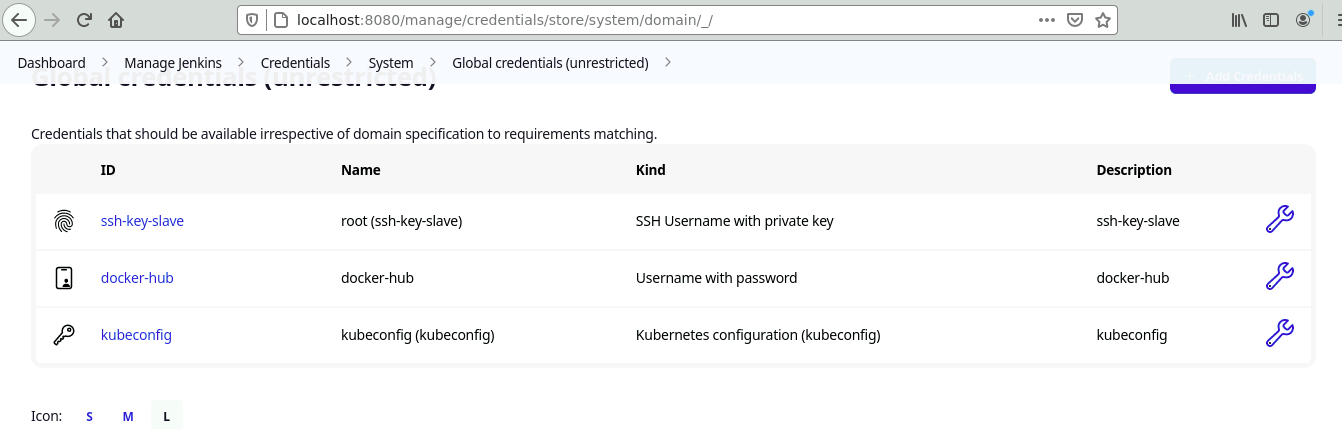 localhost:8080/manage/credentials/store/system/domain/_/
Dashboard > Manage Jenkins > Credentials > System > Global credentials (unrestricted) >
Global credentials (unrestricted)
+ Add Credentials
Credentials that should be available irrespective of domain specification to requirements matching.
ID Name Kind Description
ssh-key-slave root (ssh-key-slave) SSH Username with private key ssh-key-slave
docker-hub docker-hub Username with password docker-hub
kubeconfig kubeconfig (kubeconfig) Kubernetes configuration (kubeconfig) kubeconfig
Icon: S M L